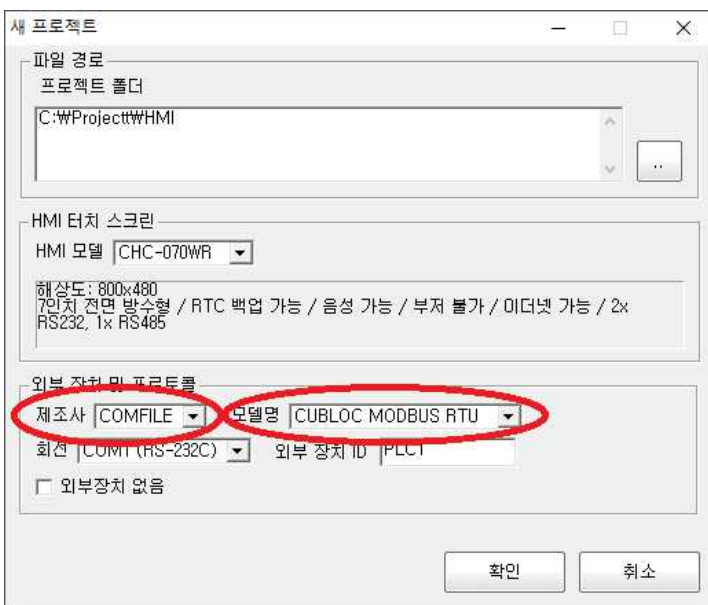 새 프로젝트
파일 경로
프로젝트 폴더
C:₩Projectt₩HMI
..
HMI 터치 스크린
HMI 모델 CHC-070WR
해상도: 800x480
7인치 전면 방수형 / RTC 백업 가능 / 음성 가능 / 부저 불가 / 이더넷 가능 / 2x
RS232, 1x RS485
외부 장치 및 프로토콜
제조사 COMFILE 모델명 CUBLOC MODBUS RTU
회선 COM1 (RS-232C) 외부 장치 ID PLC1
외부장치 없음
확인 취소